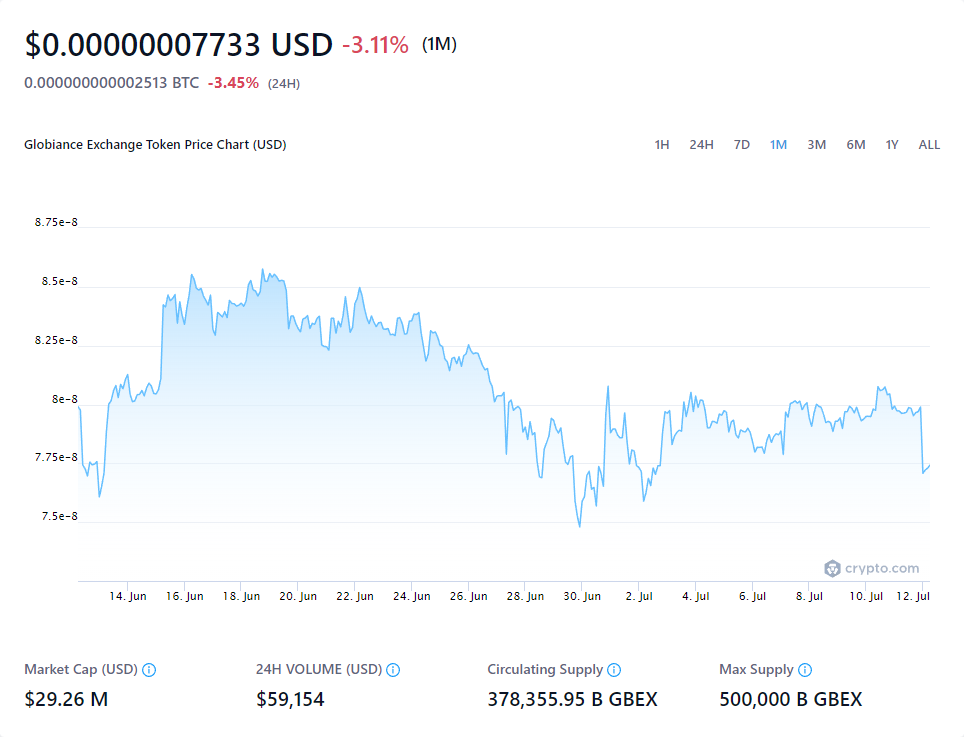 $0.00000007733 USD -3.11% (1M)
0.000000000002513 BTC -3.45% (24H)
Globiance Exchange Token Price Chart (USD) 1H 24H 7D 1M 3M 6M 1Y ALL
8.75e-8
8.5e-8
8.25e-8
8e-8
7.75e-8
7.5e-8
crypto.com
14. Jun 16. Jun 18. Jun 20. Jun 22. Jun 24. Jun 26. Jun 28. Jun 30. Jun 2. Jul 4. Jul 6. Jul 8. Jul 10. Jul 12. Jul
Market Cap (USD) 24H VOLUME (USD) Circulating Supply Max Supply
$29.26 M $59,154 378,355.95 B GBEX 500,000 B GBEX